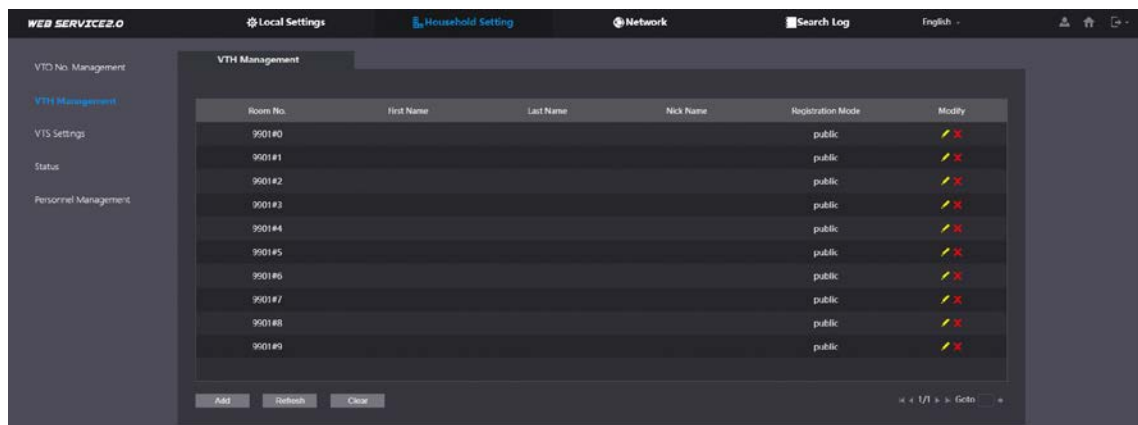 WEB SERVICE2.0 Local Settings Household Setting Network Search Log English
VTO No. Management
VTH Management
VTS Settings
Status
Personnel Management
VTH Management
Room No. First Name Last Name Nick Name Registration Mode Modify
9901#0 public
9901#1 public
9901#2 public
9901#3 public
9901#4 public
9901#5 public
9901#6 public
9901#7 public
9901#8 public
9901#9 public
Add Refresh Clear 1/1 Goto